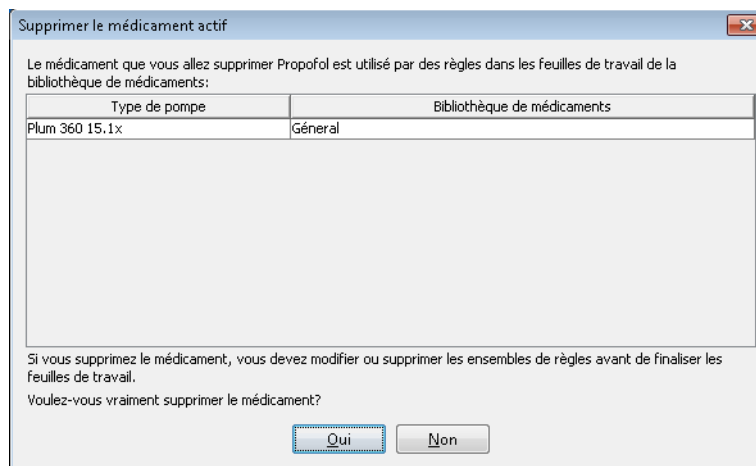 Supprimer le médicament actif
Le médicament que vous allez supprimer Propofol est utilisé par des règles dans les feuilles de travail de la
bibliothèque de médicaments:
Type de pompe Bibliothèque de médicaments
Plum 360 15.1x Géneral
Si vous supprimez le médicament, vous devez modifier ou supprimer les ensembles de règles avant de finaliser les
feuilles de travail.
Voulez-vous vraiment supprimer le médicament?
Oui Non